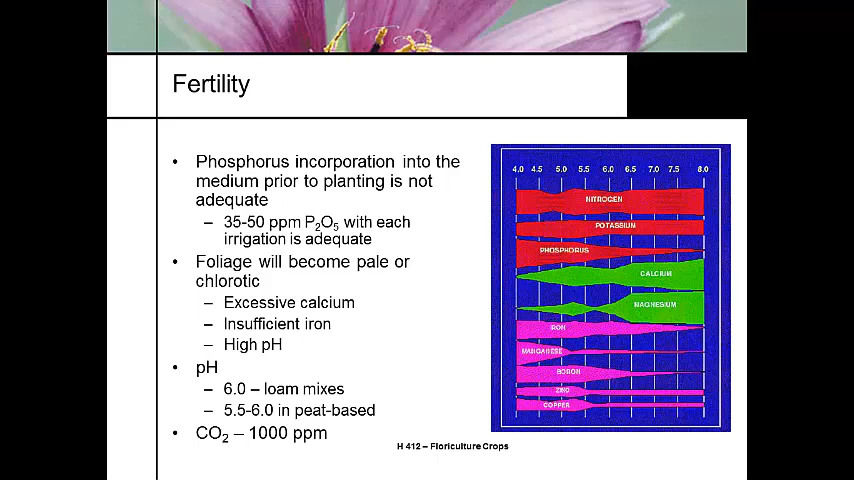 Fertility
• Phosphorus incorporation into the
medium prior to planting is not
adequate
– 35-50 ppm P₂O₅ with each
irrigation is adequate
• Foliage will become pale or
chlorotic
– Excessive calcium
– Insufficient iron
– High pH
• pH
– 6.0 – loam mixes
– 5.5-6.0 in peat-based
• CO₂ – 1000 ppm
4.0 4.5 5.0 5.5 6.0 6.5 7.0 7.5 8.0
NITROGEN
POTASSIUM
PHOSPHORUS
CALCIUM
MAGNESIUM
IRON
MANGANESE
BORON
ZINC
COPPER
H 412 – Floriculture Crops